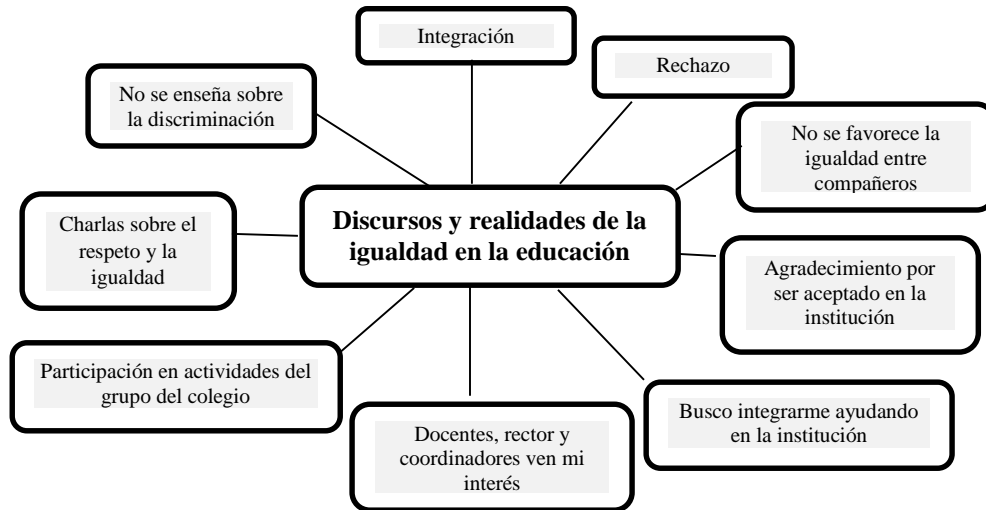 Integración
Rechazo
No se enseña sobre
la discriminación
No se favorece la
igualdad entre
compañeros
Discursos y realidades de la
igualdad en la educación
Charlas sobre el
respeto y la
igualdad
Agradecimiento por
ser aceptado en la
institución
Participación en actividades del
grupo del colegio
Busco integrarme ayudando
en la institución
Docentes, rector y
coordinadores ven mi
interés